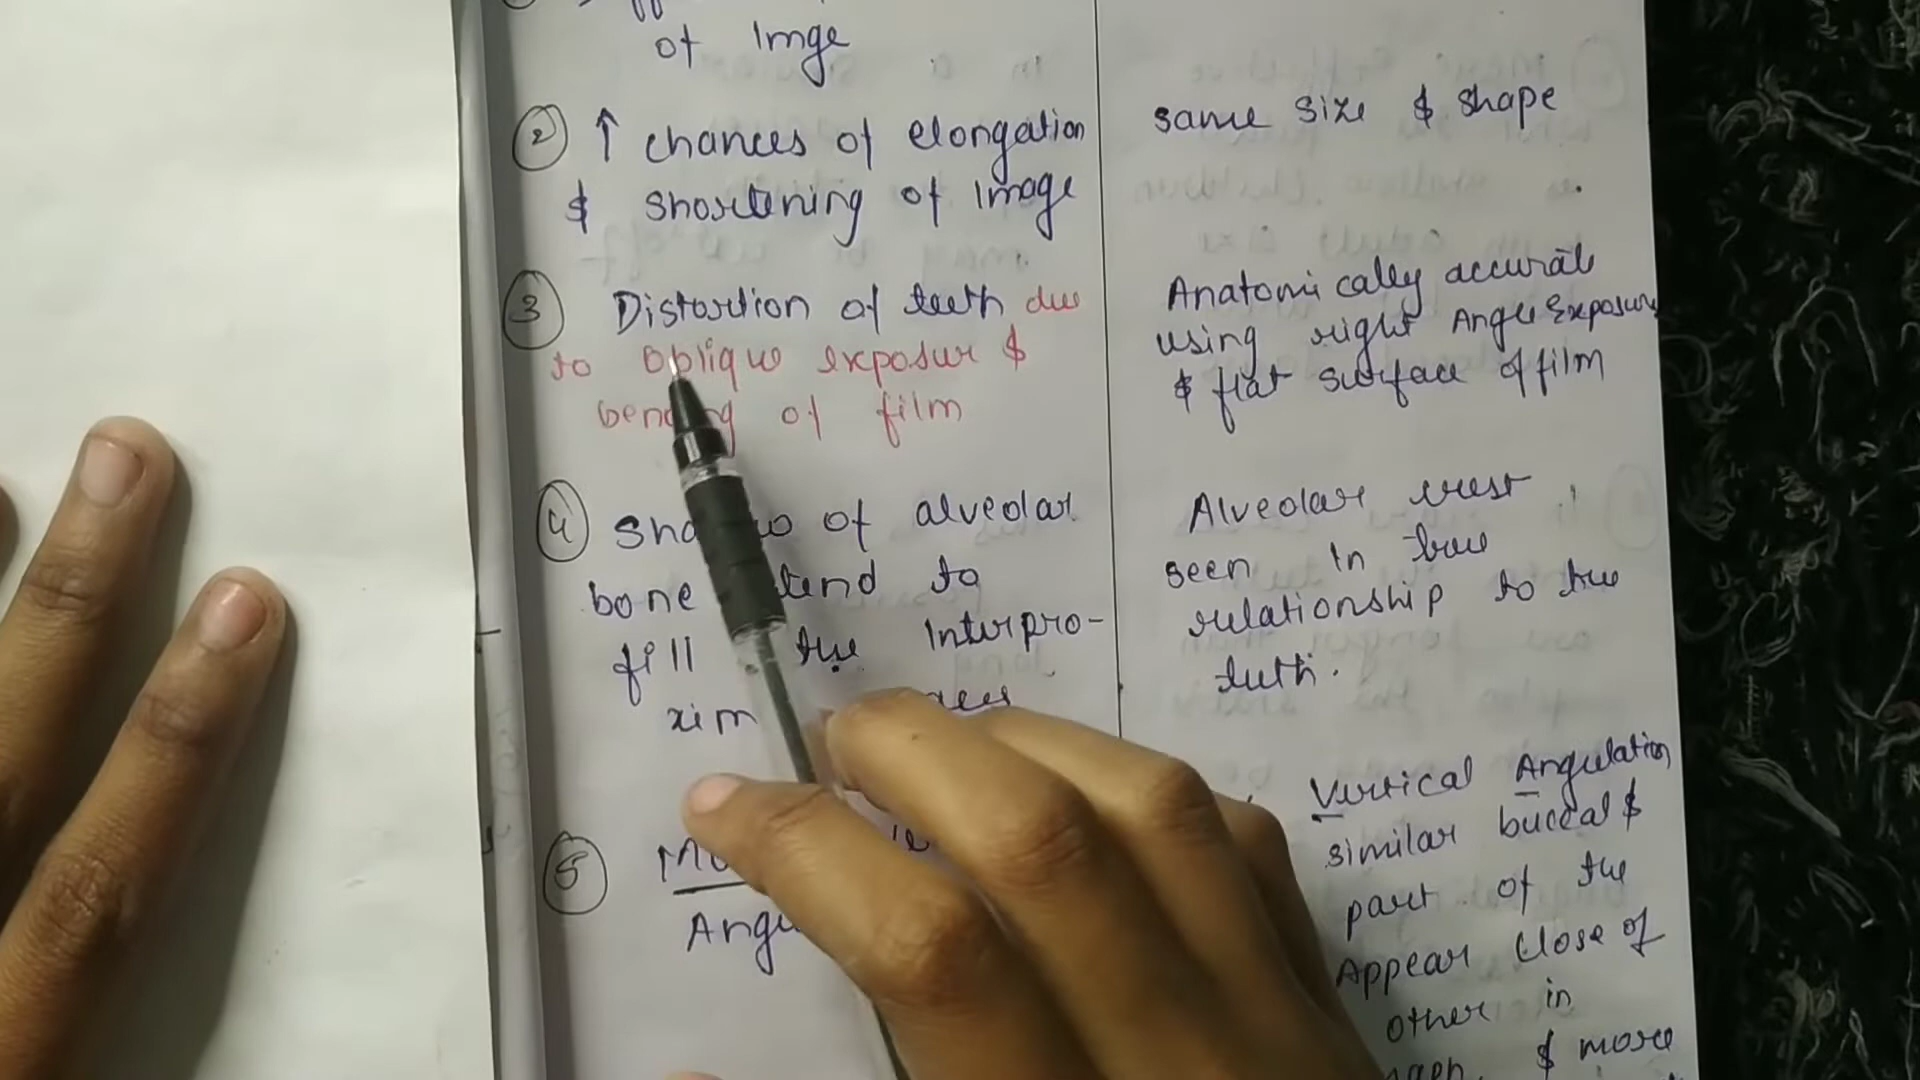 of Imge
② ↑ chances of elongation
& shortening of Image
③ Distortion of teeth due
to Oblique exposur &
of film
④ of alveolar
bone tend to
fill the Interpro-
xim
⑤
same size & shape
Anatomically accurate
using right Angle Exposure
& flat surface of film
Alveolar crest
seen in true
relationship to the
teeth.
Vertical Angulation
similar buccal &
part of the
Appear close of
other in
& more